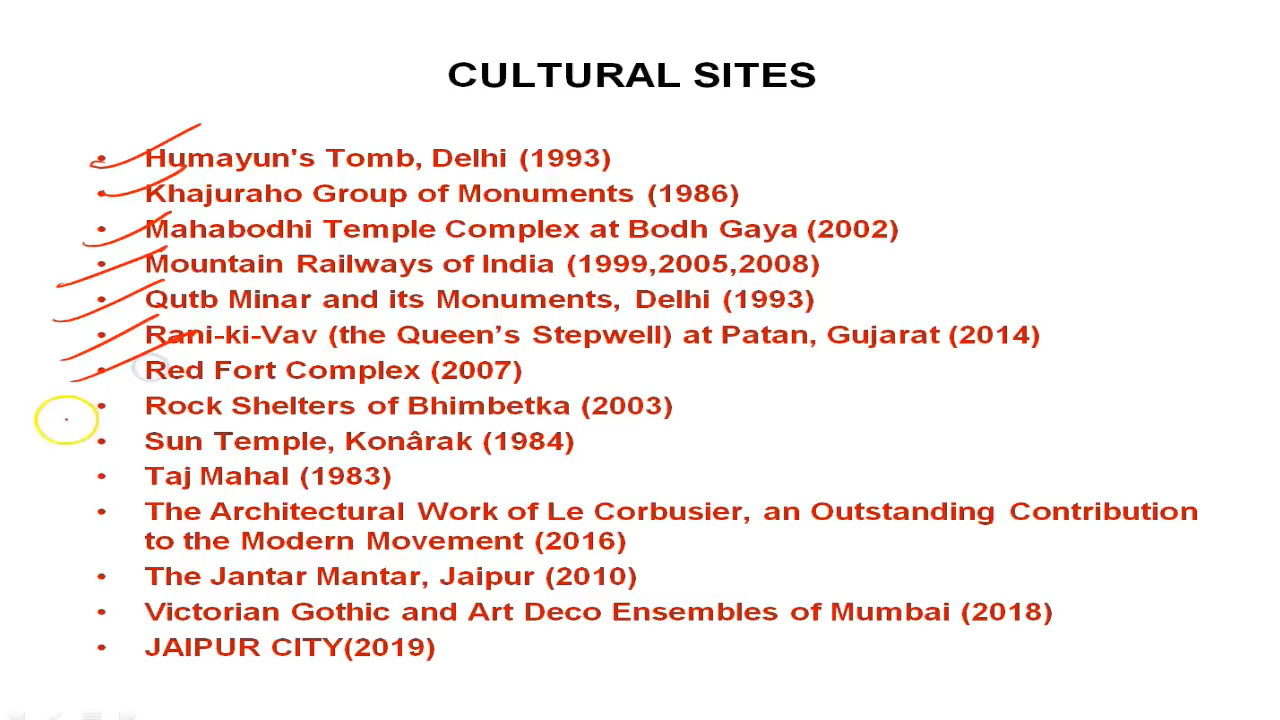 CULTURAL SITES
• Humayun's Tomb, Delhi (1993)
• Khajuraho Group of Monuments (1986)
• Mahabodhi Temple Complex at Bodh Gaya (2002)
• Mountain Railways of India (1999,2005,2008)
• Qutb Minar and its Monuments, Delhi (1993)
• Rani-ki-Vav (the Queen’s Stepwell) at Patan, Gujarat (2014)
• Red Fort Complex (2007)
• Rock Shelters of Bhimbetka (2003)
• Sun Temple, Konârak (1984)
• Taj Mahal (1983)
• The Architectural Work of Le Corbusier, an Outstanding Contribution
to the Modern Movement (2016)
• The Jantar Mantar, Jaipur (2010)
• Victorian Gothic and Art Deco Ensembles of Mumbai (2018)
• JAIPUR CITY(2019)